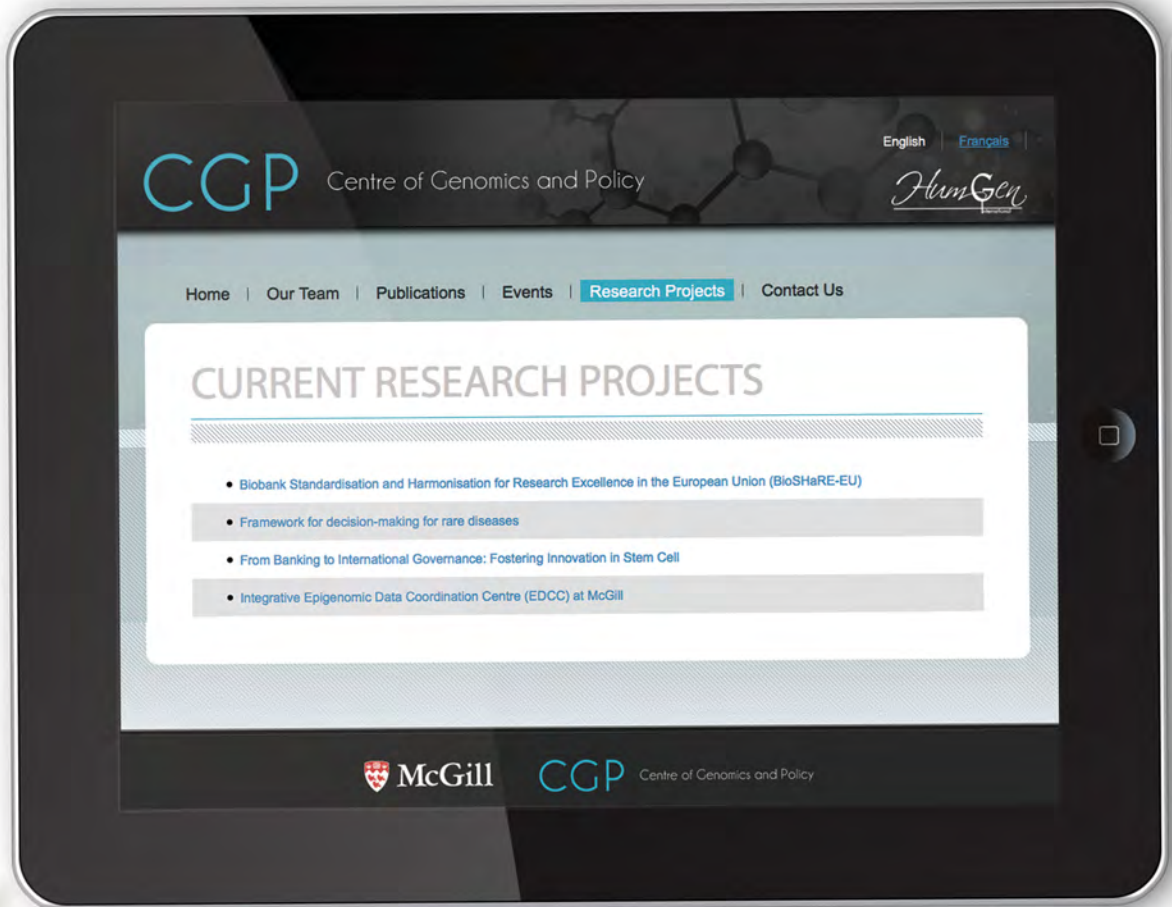 English | Français |
CGP Centre of Genomics and Policy
HumGen
International
Home | Our Team | Publications | Events | Research Projects | Contact Us
CURRENT RESEARCH PROJECTS
• Biobank Standardisation and Harmonisation for Research Excellence in the European Union (BioSHaRE-EU)
• Framework for decision-making for rare diseases
• From Banking to International Governance: Fostering Innovation in Stem Cell
• Integrative Epigenomic Data Coordination Centre (EDCC) at McGill
McGill CGP Centre of Genomics and Policy